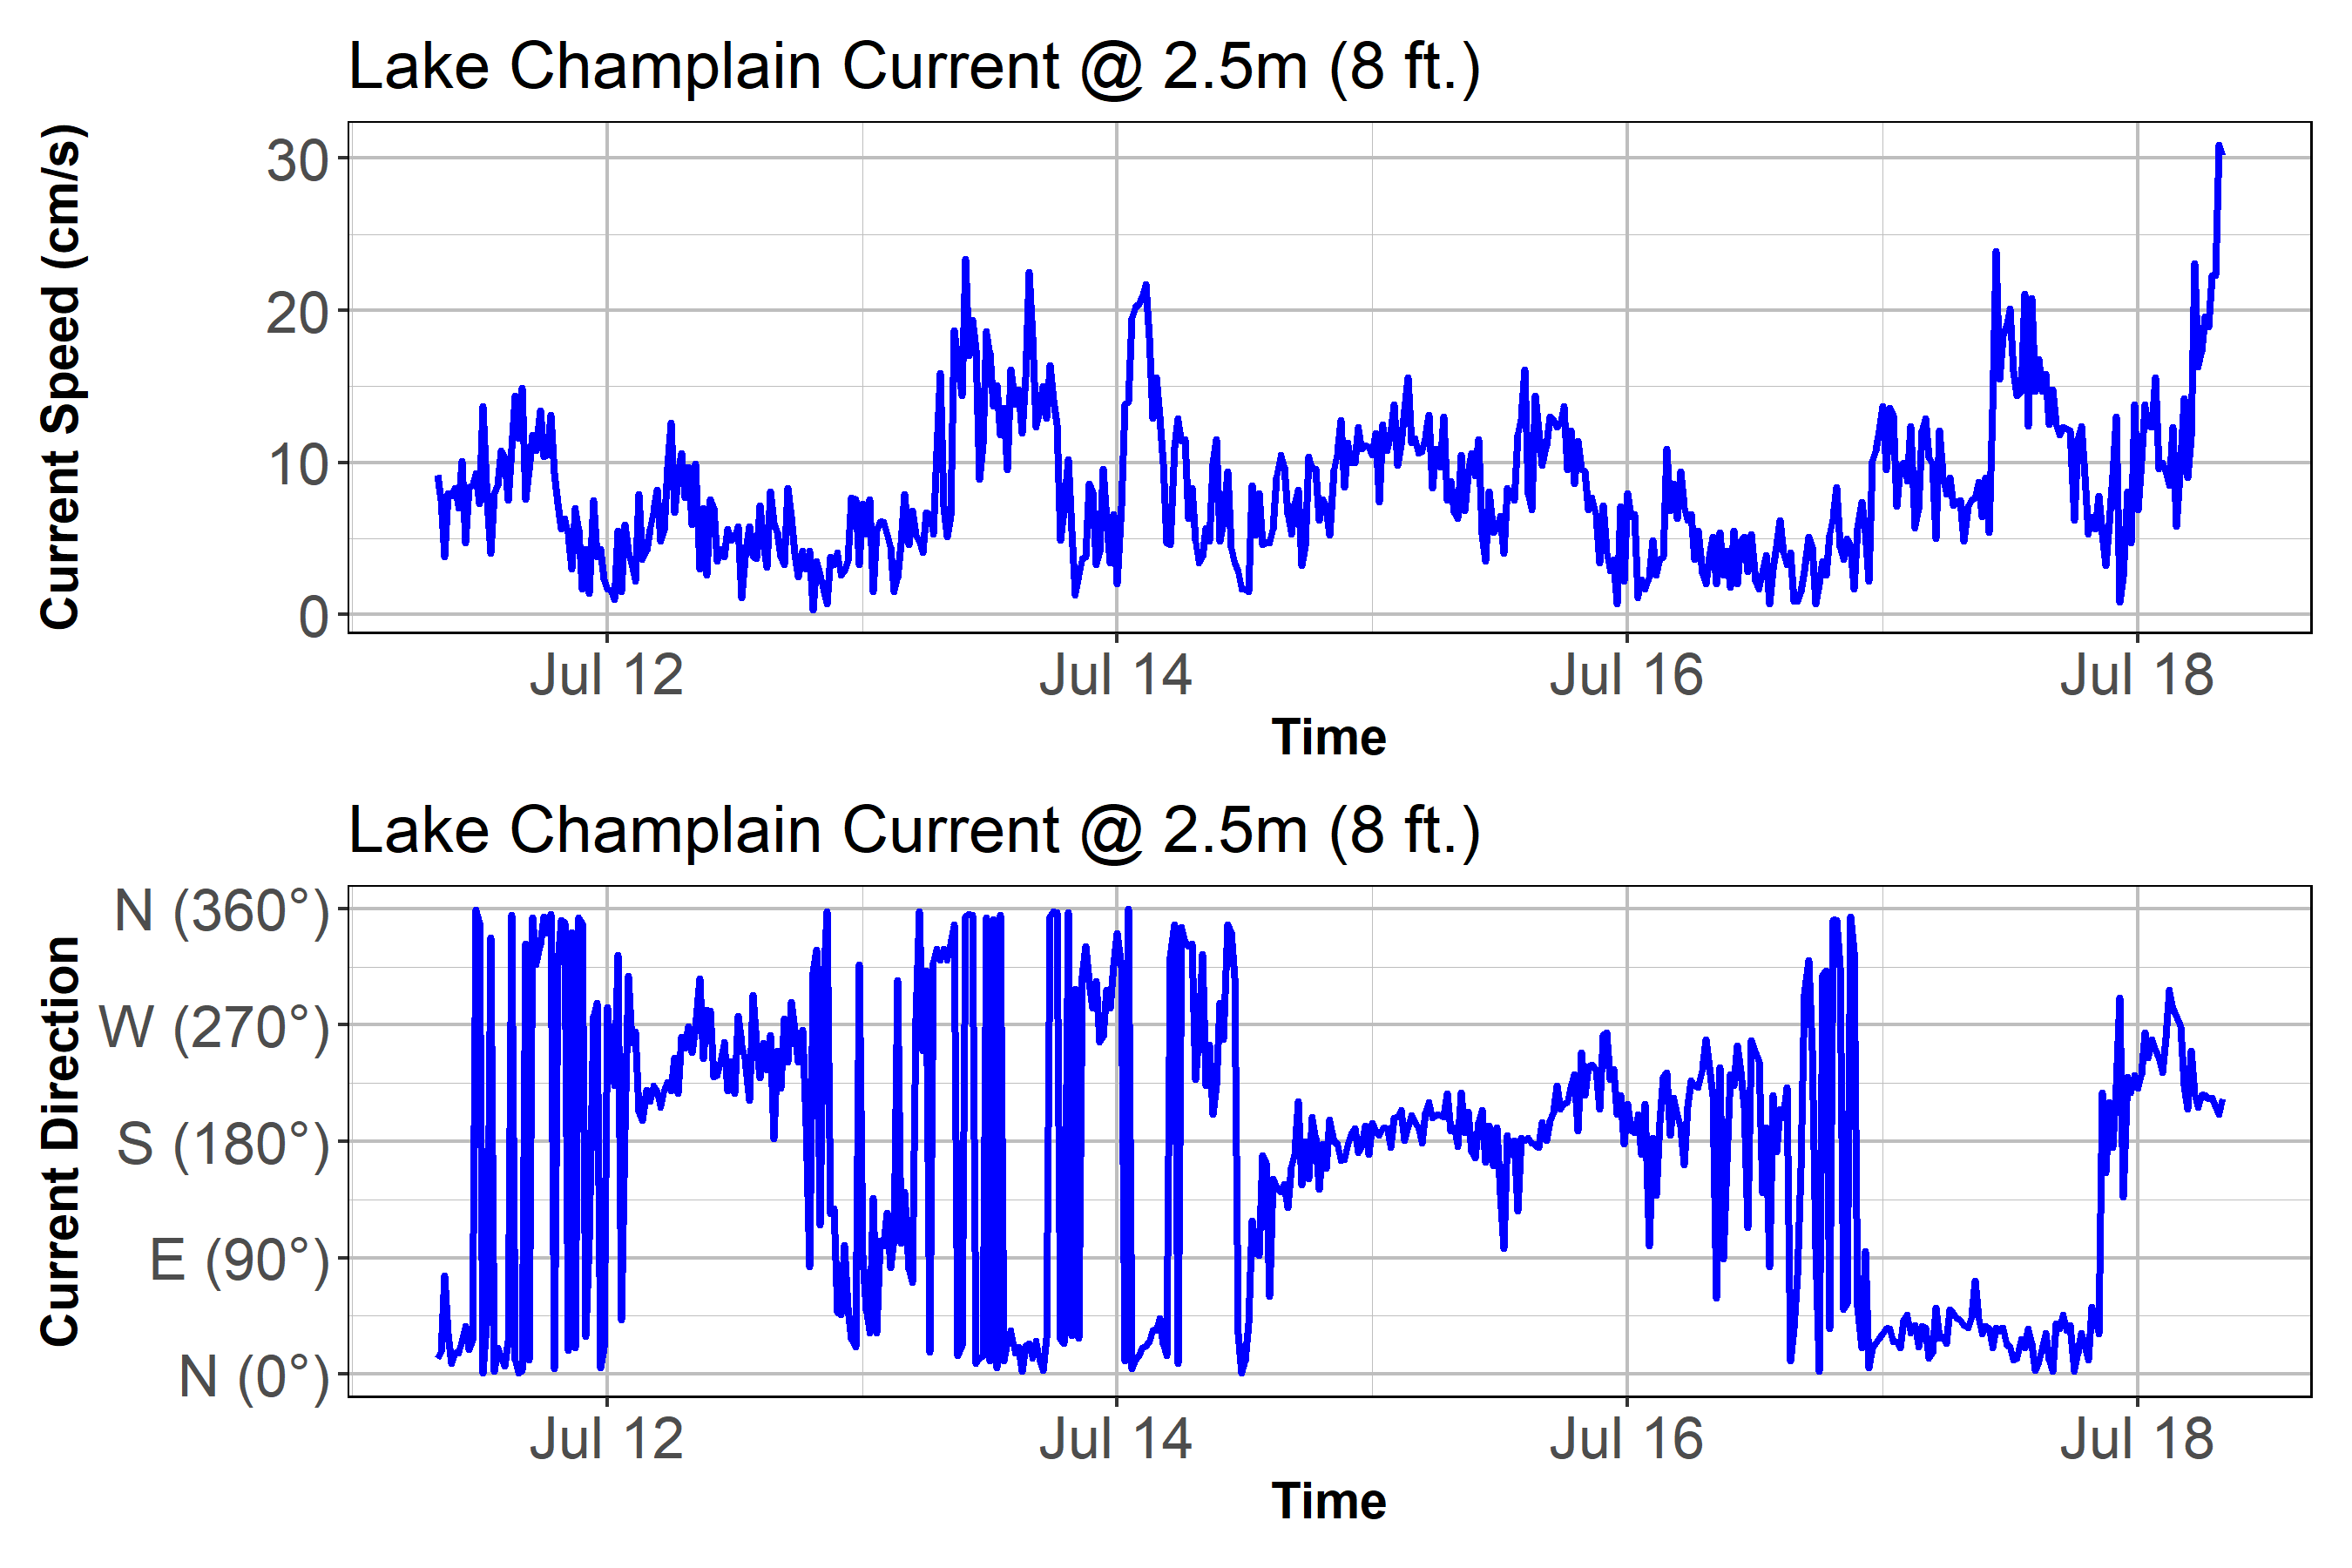 Lake Champlain Current @ 2.5m (8 ft.)
Current Speed (cm/s)
30
20
10
0
Jul 12 Jul 14 Jul 16 Jul 18
Time
Lake Champlain Current @ 2.5m (8 ft.)
Current Direction
N (360°)
W (270°)
S (180°)
E (90°)
N (0°)
Jul 12 Jul 14 Jul 16 Jul 18
Time